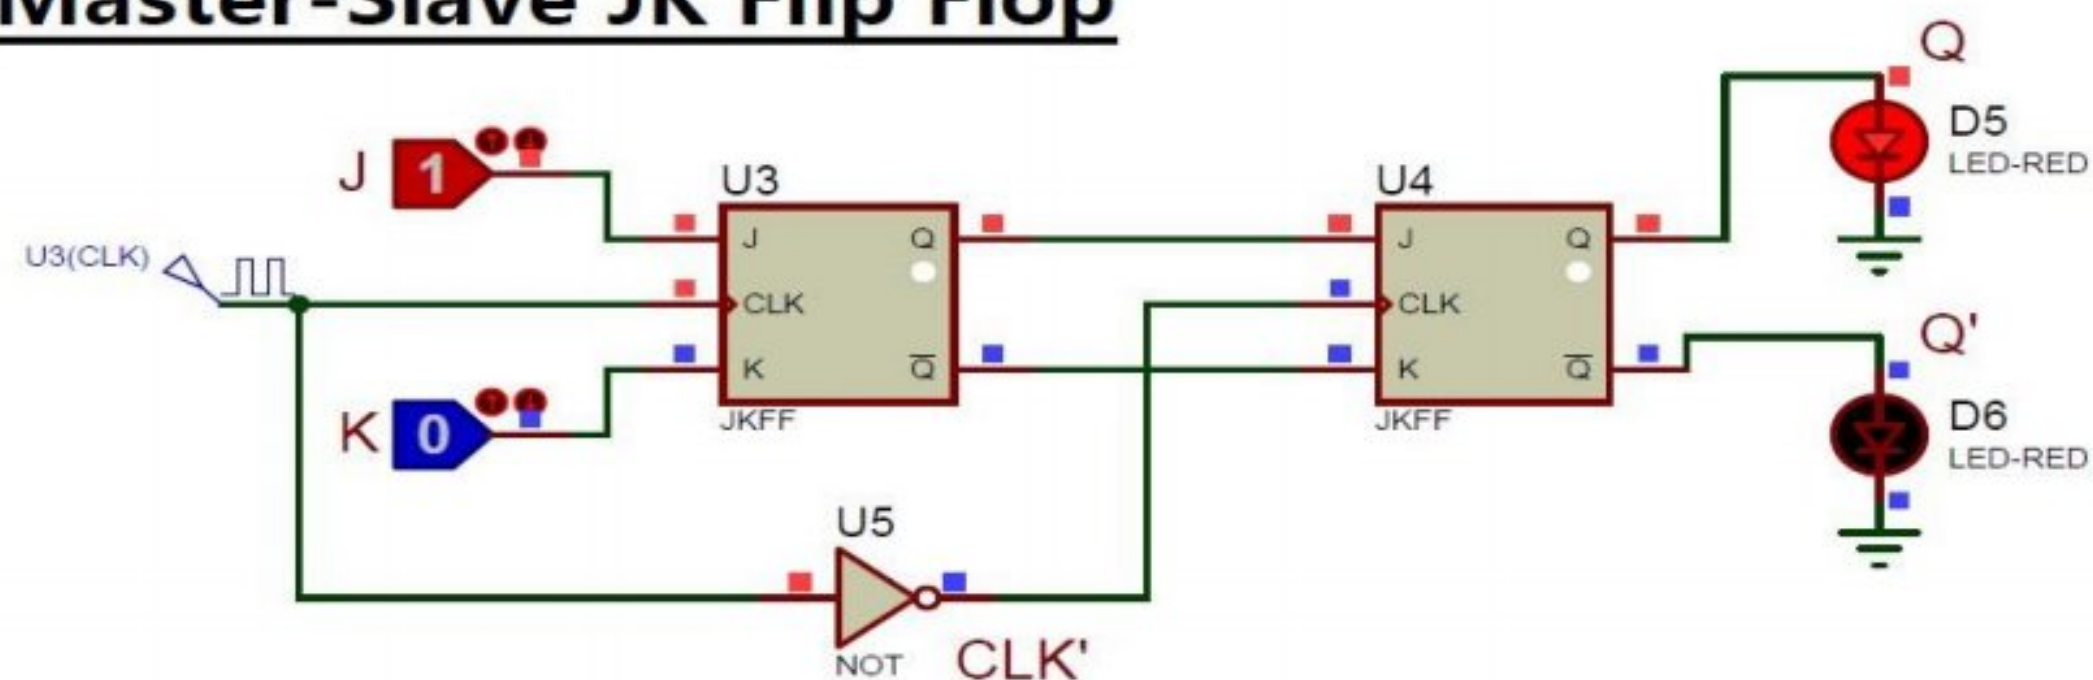 Master-Slave JK Flip Flop
Q
D5
LED-RED
J 1
U3
U4
J Q
J Q
U3(CLK)
CLK
CLK
Q'
K Q
K Q
D6
LED-RED
K 0
JKFF
JKFF
U5
NOT
CLK'